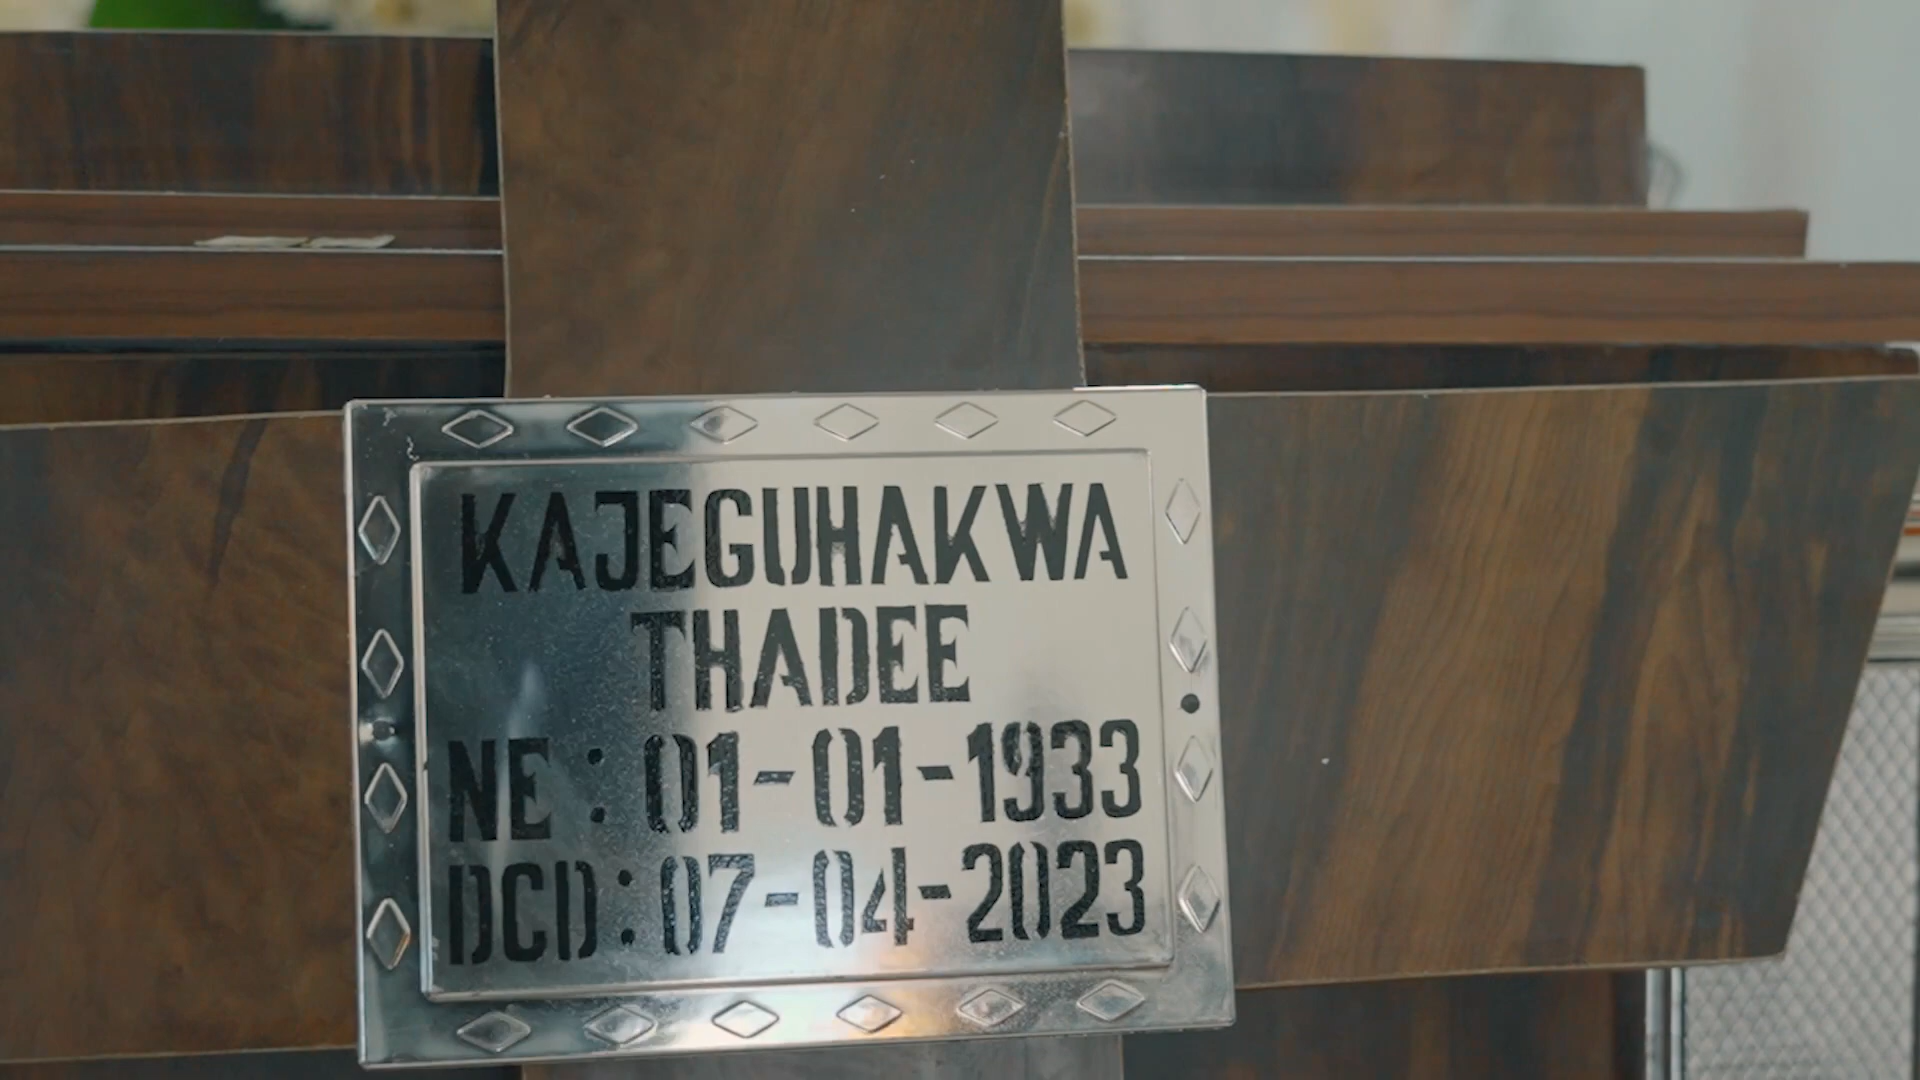 KAJEGUHAKWA
THADEE
NE : 01-01-1933
DCD : 07-04-2023